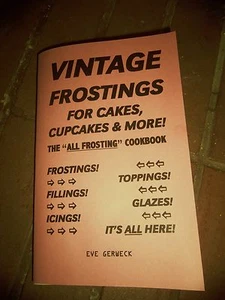 VINTAGE
FROSTINGS
FOR CAKES,
CUPCAKES & MORE!
THE "ALL FROSTING" COOKBOOK
FROSTINGS! ⇦⇦⇦
⇨ ⇨ ⇨ TOPPINGS!
FILLINGS! ⇦⇦⇦
⇨ ⇨ ⇨ GLAZES!
ICINGS! ⇦⇦⇦
⇨ ⇨ ⇨ IT'S ALL HERE!
EVE GERWECK